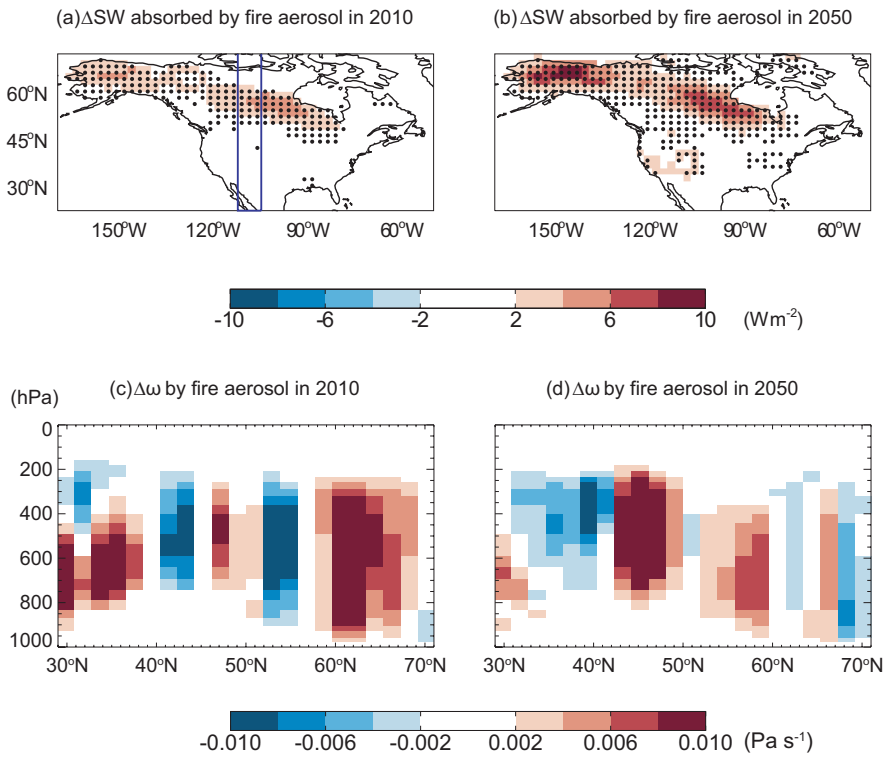 (a)ΔSW absorbed by fire aerosol in 2010
(b)ΔSW absorbed by fire aerosol in 2050
60°N
45°N
30°N
150°W 120°W 90°W 60°W
150°W 120°W 90°W 60°W
-10 -6 -2 2 6 10 (Wm⁻²)
(hPa)
(c)Δω by fire aerosol in 2010
(d)Δω by fire aerosol in 2050
0
200
400
600
800
1000
30°N 40°N 50°N 60°N 70°N
30°N 40°N 50°N 60°N 70°N
-0.010 -0.006 -0.002 0.002 0.006 0.010 (Pa s⁻¹)